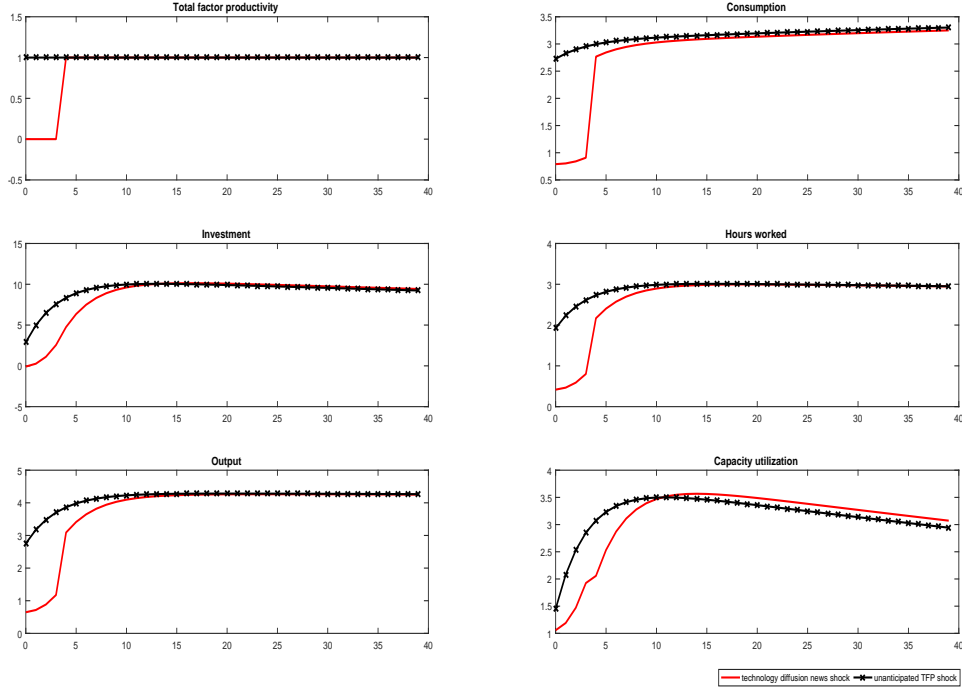 Total factor productivity
1.5
1
0.5
0
-0.5
0 5 10 15 20 25 30 35 40
Consumption
3.5
3
2.5
2
1.5
1
0.5
0 5 10 15 20 25 30 35 40
Investment
15
10
5
0
-5
0 5 10 15 20 25 30 35 40
Hours worked
4
3
2
1
0
0 5 10 15 20 25 30 35 40
Output
5
4
3
2
1
0
0 5 10 15 20 25 30 35 40
Capacity utilization
4
3.5
3
2.5
2
1.5
1
0 5 10 15 20 25 30 35 40
technology diffusion news shock unanticipated TFP shock